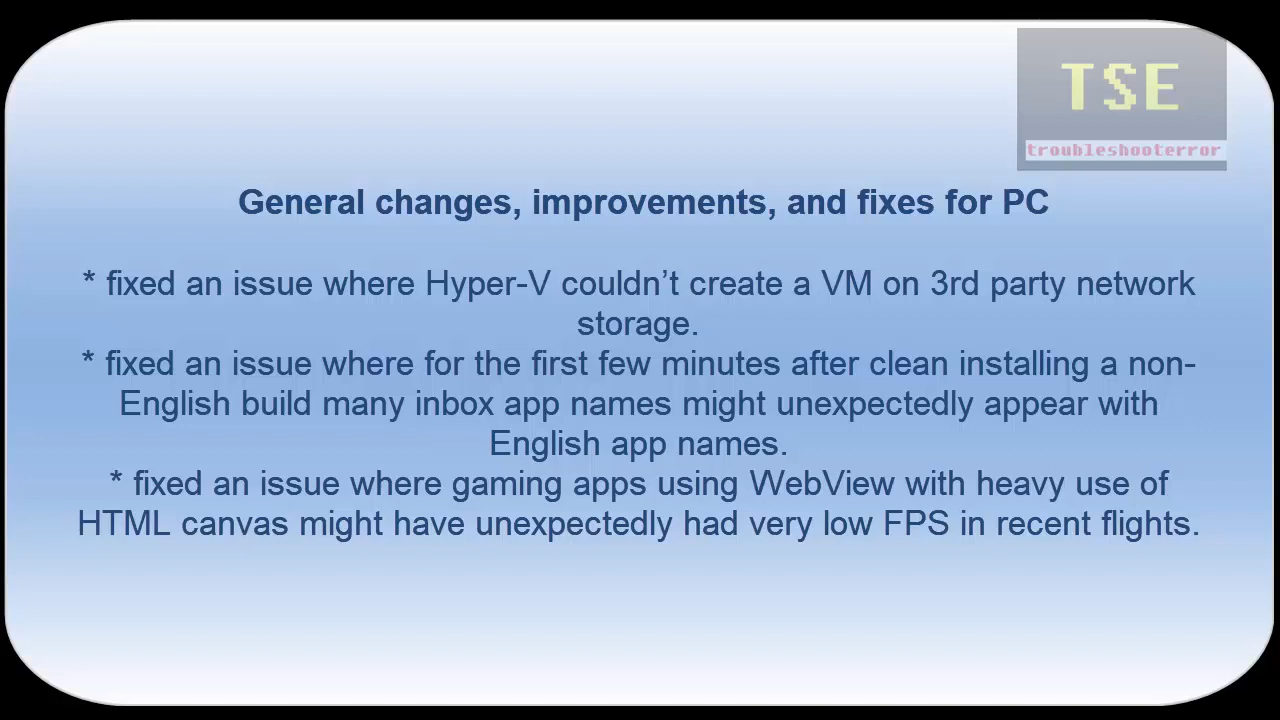 TSE
troubleshooterror
General changes, improvements, and fixes for PC
* fixed an issue where Hyper-V couldn’t create a VM on 3rd party network
storage.
* fixed an issue where for the first few minutes after clean installing a non-
English build many inbox app names might unexpectedly appear with
English app names.
* fixed an issue where gaming apps using WebView with heavy use of
HTML canvas might have unexpectedly had very low FPS in recent flights.